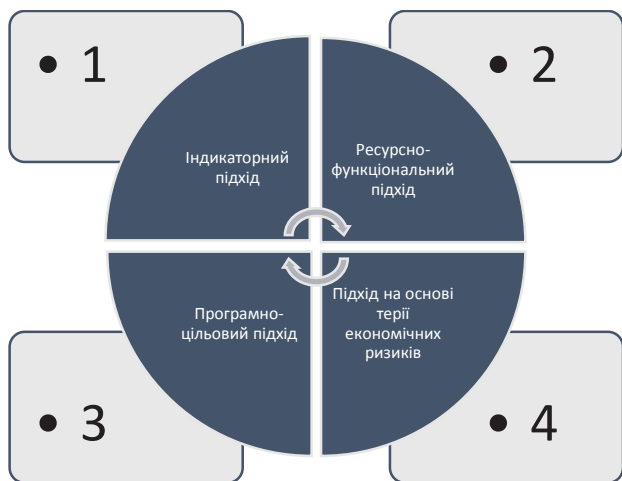 • 1
• 2
Індикаторний
підхід
Ресурсно-
функціональний
підхід
Програмно-
цільовий підхід
Підхід на основі
терії
економічних
ризиків
• 3
• 4